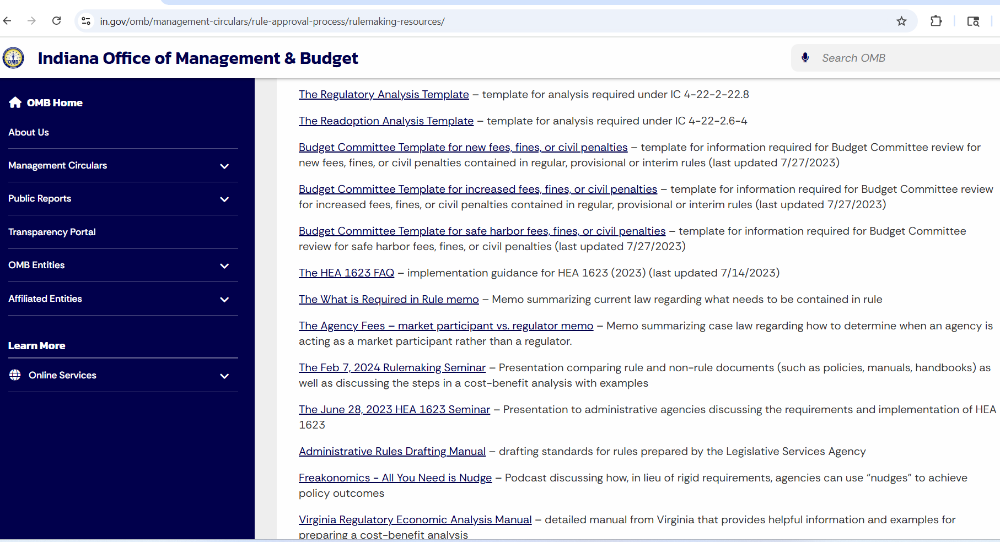 in.gov/omb/management-circulars/rule-approval-process/rulemaking-resources/
OMB
Indiana Office of Management & Budget
Search OMB
OMB Home
About Us
Management Circulars
Public Reports
Transparency Portal
OMB Entities
Affiliated Entities
Learn More
Online Services
The Regulatory Analysis Template – template for analysis required under IC 4-22-2-22.8
The Readoption Analysis Template – template for analysis required under IC 4-22-2.6-4
Budget Committee Template for new fees, fines, or civil penalties – template for information required for Budget Committee review for
new fees, fines, or civil penalties contained in regular, provisional or interim rules (last updated 7/27/2023)
Budget Committee Template for increased fees, fines, or civil penalties – template for information required for Budget Committee review
for increased fees, fines, or civil penalties contained in regular, provisional or interim rules (last updated 7/27/2023)
Budget Committee Template for safe harbor fees, fines, or civil penalties – template for information required for Budget Committee
review for safe harbor fees, fines, or civil penalties (last updated 7/27/2023)
The HEA 1623 FAQ – implementation guidance for HEA 1623 (2023) (last updated 7/14/2023)
The What is Required in Rule memo – Memo summarizing current law regarding what needs to be contained in rule
The Agency Fees – market participant vs. regulator memo – Memo summarizing case law regarding how to determine when an agency is
acting as a market participant rather than a regulator.
The Feb 7, 2024 Rulemaking Seminar – Presentation comparing rule and non-rule documents (such as policies, manuals, handbooks) as
well as discussing the steps in a cost-benefit analysis with examples
The June 28, 2023 HEA 1623 Seminar – Presentation to administrative agencies discussing the requirements and implementation of HEA
1623
Administrative Rules Drafting Manual – drafting standards for rules prepared by the Legislative Services Agency
Freakonomics - All You Need is Nudge – Podcast discussing how, in lieu of rigid requirements, agencies can use “nudges” to achieve
policy outcomes
Virginia Regulatory Economic Analysis Manual – detailed manual from Virginia that provides helpful information and examples for
preparing a cost-benefit analysis